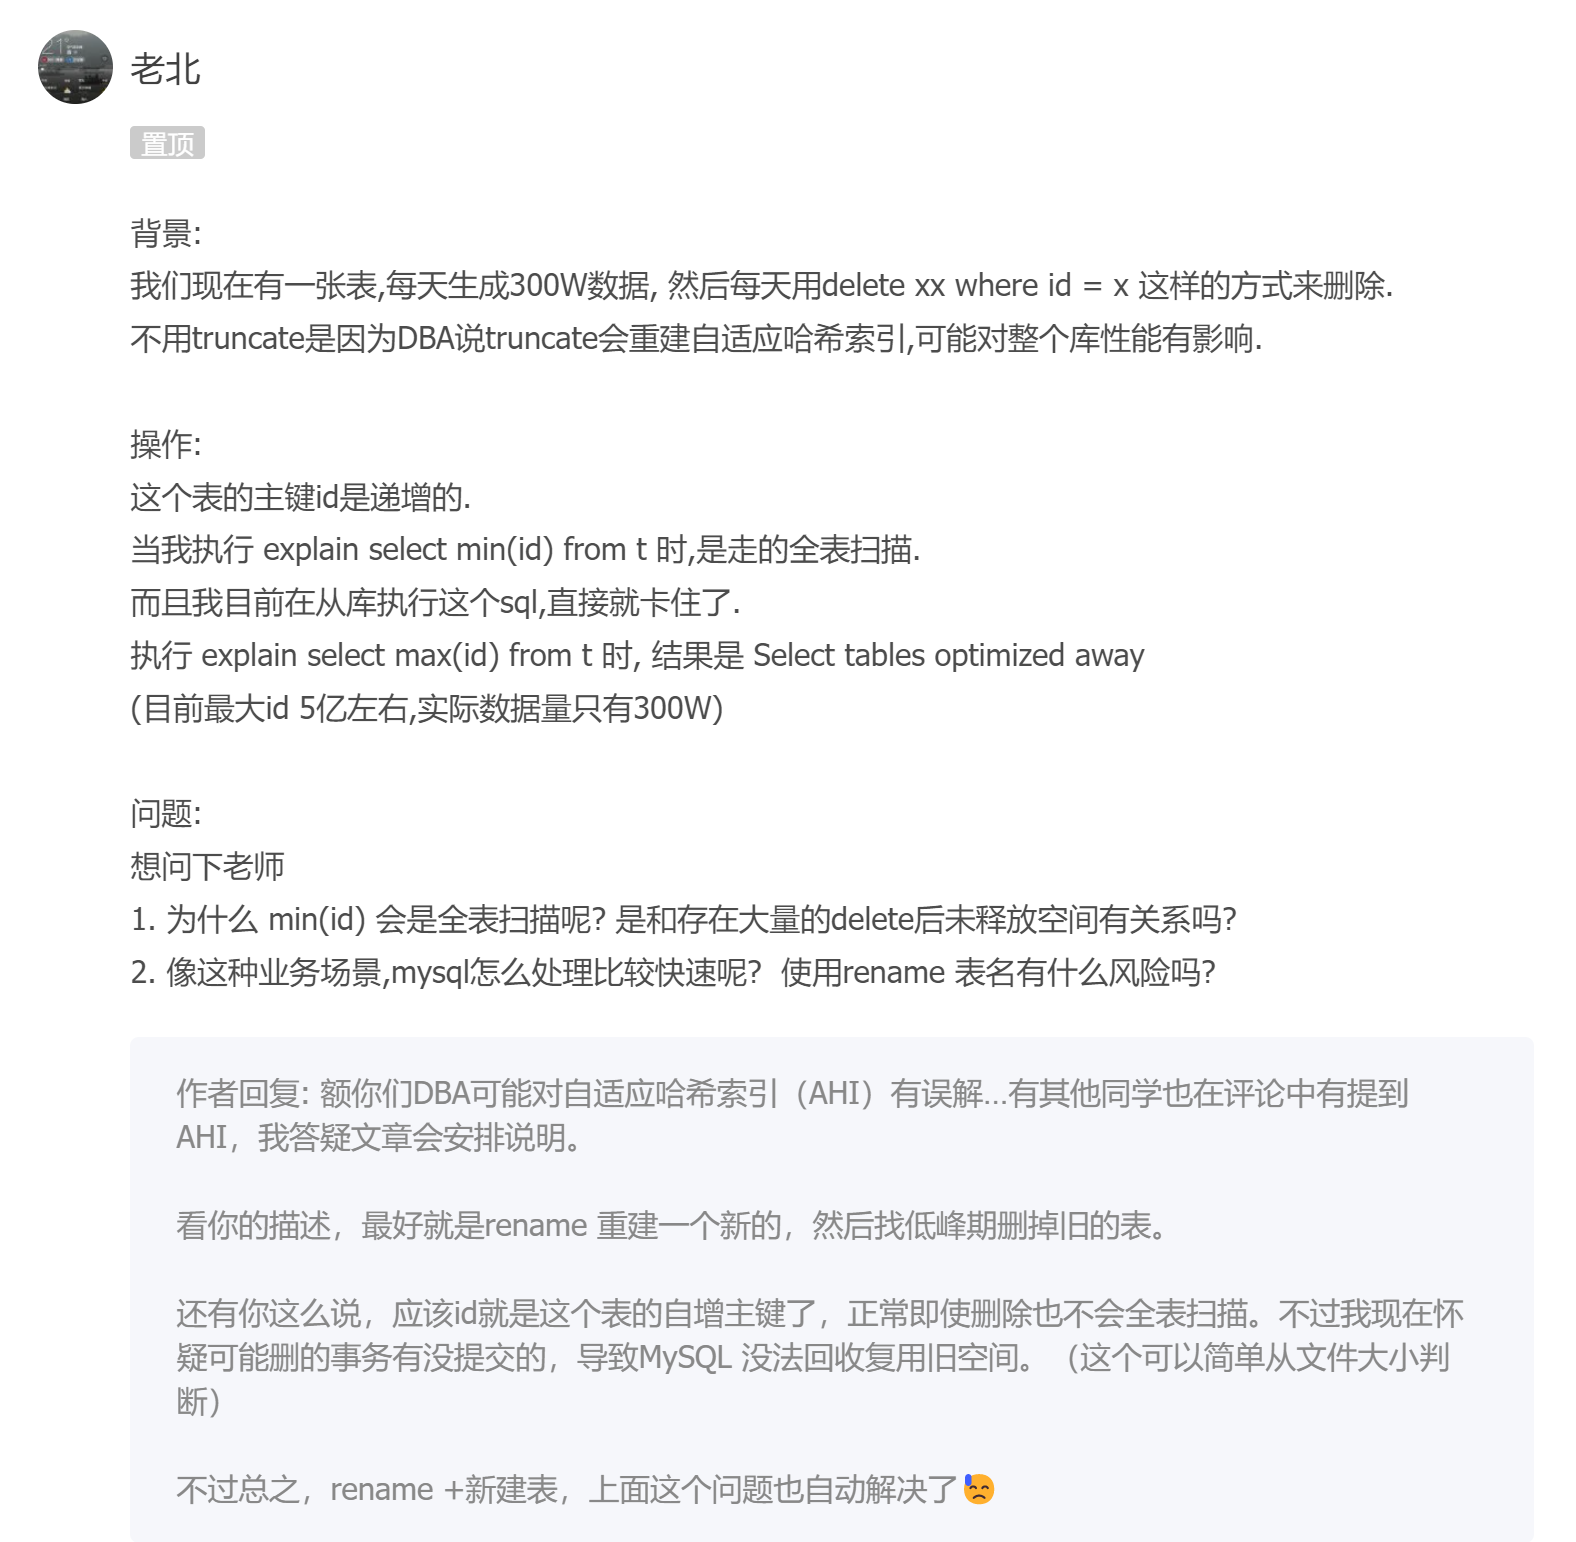 老北
置顶
背景:
我们现在有一张表,每天生成300W数据, 然后每天用delete xx where id = x 这样的方式来删除.
不用truncate是因为DBA说truncate会重建自适应哈希索引,可能对整个库性能有影响.
操作:
这个表的主键id是递增的.
当我执行 explain select min(id) from t 时,是走的全表扫描.
而且我目前在从库执行这个sql,直接就卡住了.
执行 explain select max(id) from t 时, 结果是 Select tables optimized away
(目前最大id 5亿左右,实际数据量只有300W)
问题:
想问下老师
1. 为什么 min(id) 会是全表扫描呢? 是和存在大量的delete后未释放空间有关系吗?
2. 像这种业务场景,mysql怎么处理比较快速呢? 使用rename 表名有什么风险吗?
作者回复: 额你们DBA可能对自适应哈希索引（AHI）有误解…有其他同学也在评论中有提到
AHI，我答疑文章会安排说明。
看你的描述，最好就是rename 重建一个新的，然后找低峰期删掉旧的表。
还有你这么说，应该id就是这个表的自增主键了，正常即使删除也不会全表扫描。不过我现在怀
疑可能删的事务有没提交的，导致MySQL 没法回收复用旧空间。（这个可以简单从文件大小判
断）
不过总之，rename +新建表，上面这个问题也自动解决了😓